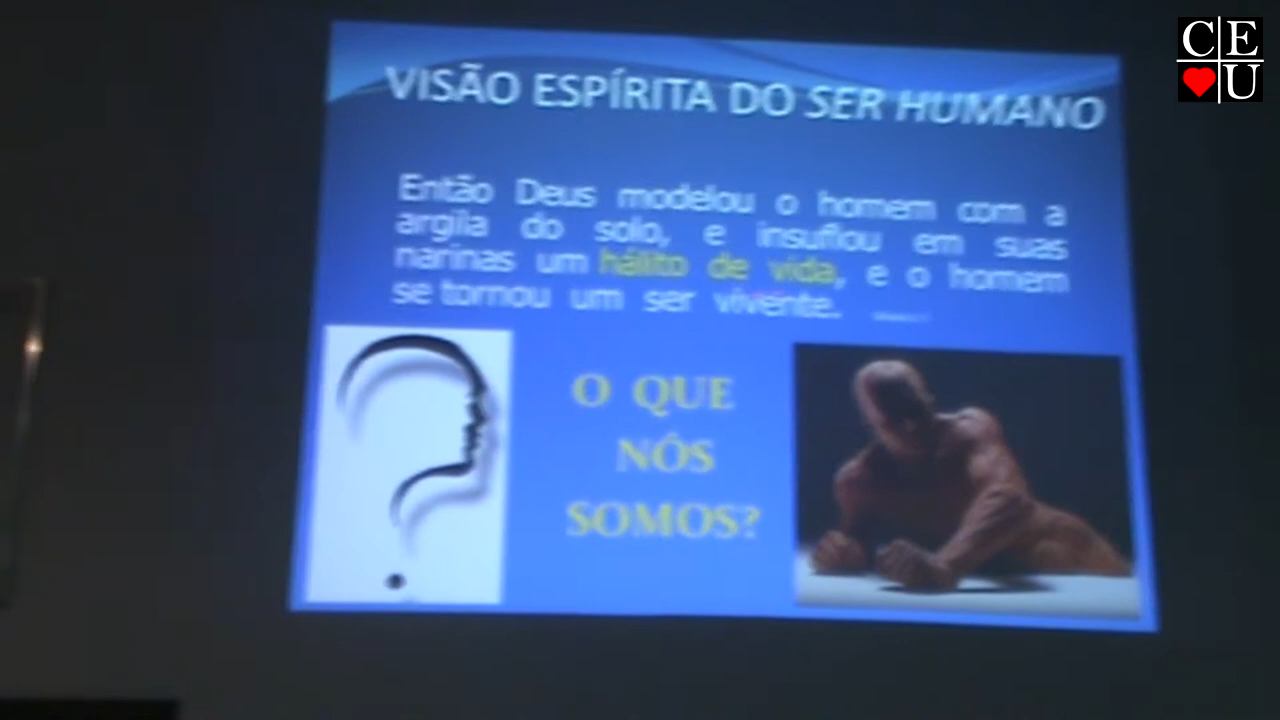 VISÃO ESPÍRITA DO SER HUMANO
Então Deus modelou o homem com a
argila do solo, e insuflou em suas
narinas um hálito de vida, e o homem
se tornou um ser vivente.
O QUE
NÓS
SOMOS?
C E
U